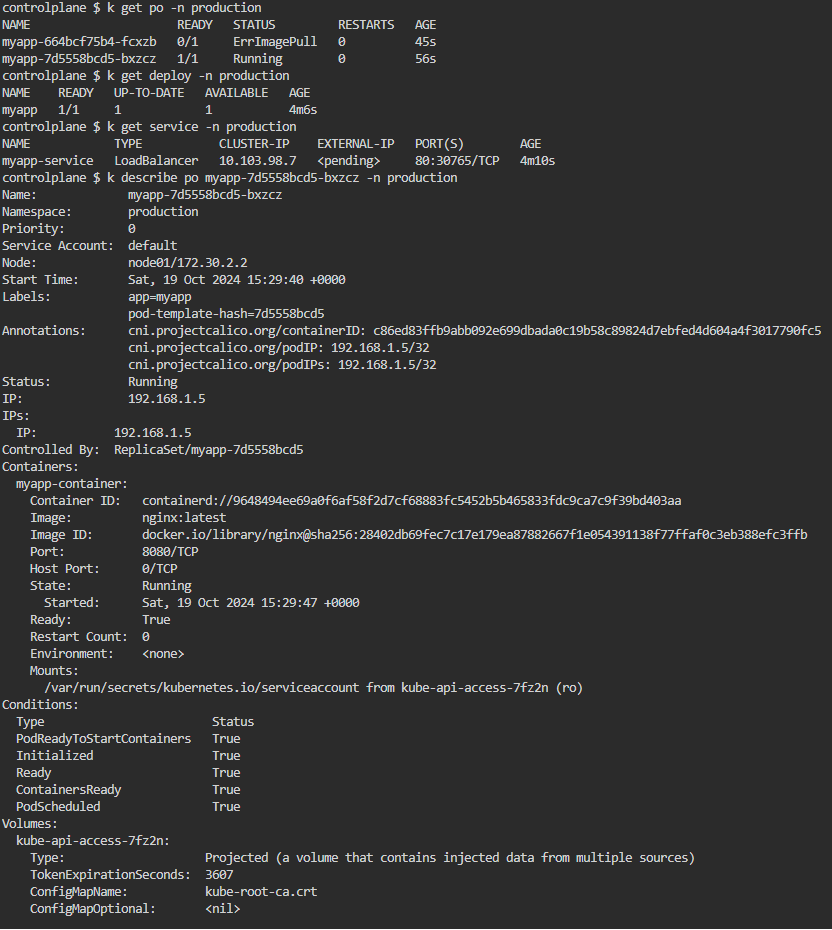 controlplane $ k get po -n production
NAME                     READY   STATUS         RESTARTS   AGE
myapp-664bcf75b4-fcxzb   0/1     ErrImagePull   0          45s
myapp-7d5558bcd5-bxzcz   1/1     Running        0          56s
controlplane $ k get deploy -n production
NAME    READY   UP-TO-DATE   AVAILABLE   AGE
myapp   1/1     1            1           4m6s
controlplane $ k get service -n production
NAME            TYPE           CLUSTER-IP    EXTERNAL-IP   PORT(S)        AGE
myapp-service   LoadBalancer   10.103.98.7   <pending>     80:30765/TCP   4m10s
controlplane $ k describe po myapp-7d5558bcd5-bxzcz -n production
Name:             myapp-7d5558bcd5-bxzcz
Namespace:        production
Priority:         0
Service Account:  default
Node:             node01/172.30.2.2
Start Time:       Sat, 19 Oct 2024 15:29:40 +0000
Labels:           app=myapp
                  pod-template-hash=7d5558bcd5
Annotations:      cni.projectcalico.org/containerID: c86ed83ffb9abb092e699dbada0c19b58c89824d7ebfed4d604a4f3017790fc5
                  cni.projectcalico.org/podIP: 192.168.1.5/32
                  cni.projectcalico.org/podIPs: 192.168.1.5/32
Status:           Running
IP:               192.168.1.5
IPs:
  IP:           192.168.1.5
Controlled By:  ReplicaSet/myapp-7d5558bcd5
Containers:
  myapp-container:
    Container ID:   containerd://9648494ee69a0f6af58f2d7cf68883fc5452b5b465833fdc9ca7c9f39bd403aa
    Image:          nginx:latest
    Image ID:       docker.io/library/nginx@sha256:28402db69fec7c17e179ea87882667f1e054391138f77ffaf0c3eb388efc3ffb
    Port:           8080/TCP
    Host Port:      0/TCP
    State:          Running
      Started:      Sat, 19 Oct 2024 15:29:47 +0000
    Ready:          True
    Restart Count:  0
    Environment:    <none>
    Mounts:
      /var/run/secrets/kubernetes.io/serviceaccount from kube-api-access-7fz2n (ro)
Conditions:
  Type                        Status
  PodReadyToStartContainers   True
  Initialized                 True
  Ready                       True
  ContainersReady             True
  PodScheduled                True
Volumes:
  kube-api-access-7fz2n:
    Type:                    Projected (a volume that contains injected data from multiple sources)
    TokenExpirationSeconds:  3607
    ConfigMapName:           kube-root-ca.crt
    ConfigMapOptional:       <nil>